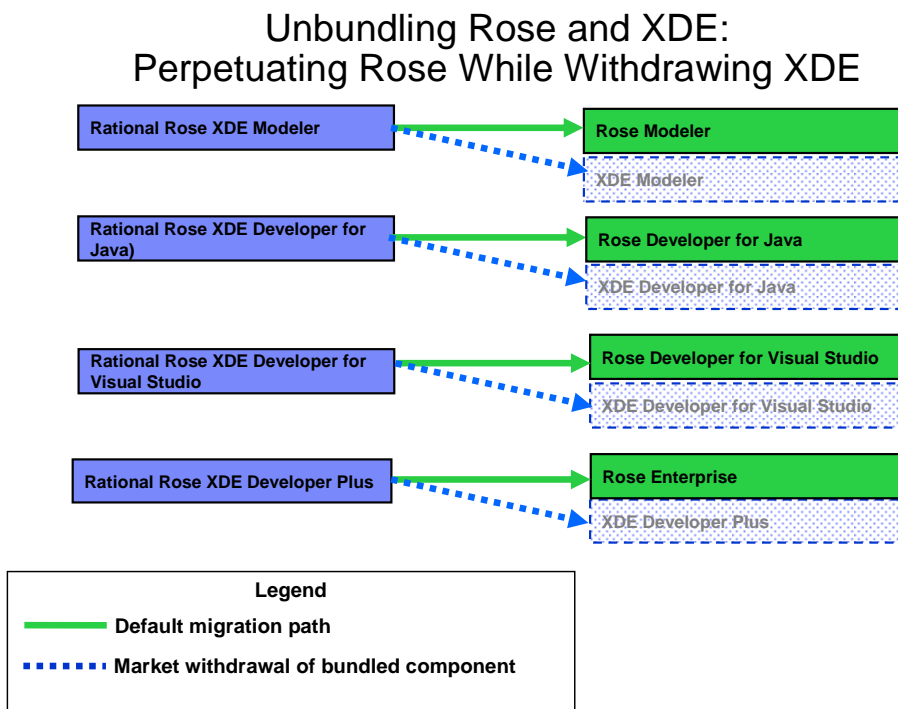 Unbundling Rose and XDE:
Perpetuating Rose While Withdrawing XDE
Rational Rose XDE Modeler
Rose Modeler
XDE Modeler
Rational Rose XDE Developer for
Java)
Rose Developer for Java
XDE Developer for Java
Rational Rose XDE Developer for
Visual Studio
Rose Developer for Visual Studio
XDE Developer for Visual Studio
Rational Rose XDE Developer Plus
Rose Enterprise
XDE Developer Plus
Legend
Default migration path
Market withdrawal of bundled component